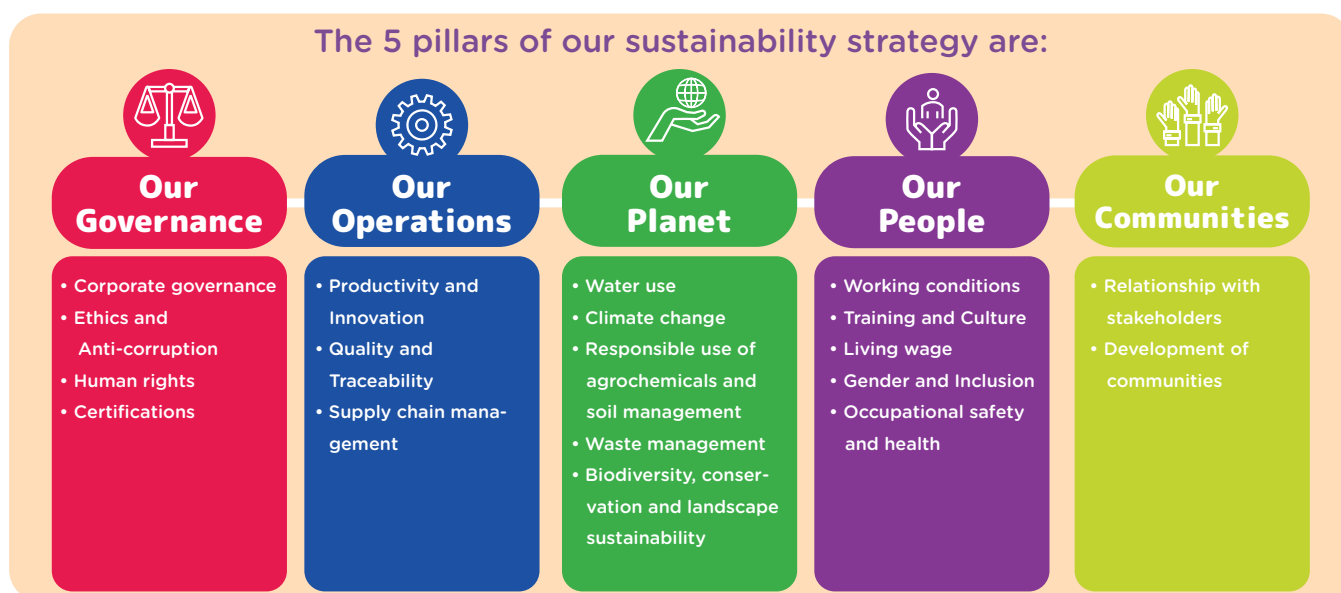 The 5 pillars of our sustainability strategy are:
Our
Governance
• Corporate governance
• Ethics and
Anti-corruption
• Human rights
• Certifications
Our
Operations
• Productivity and
Innovation
• Quality and
Traceability
• Supply chain mana-
gement
Our
Planet
• Water use
• Climate change
• Responsible use of
agrochemicals and
soil management
• Waste management
• Biodiversity, conser-
vation and landscape
sustainability
Our
People
• Working conditions
• Training and Culture
• Living wage
• Gender and Inclusion
• Occupational safety
and health
Our
Communities
• Relationship with
stakeholders
• Development of
communities